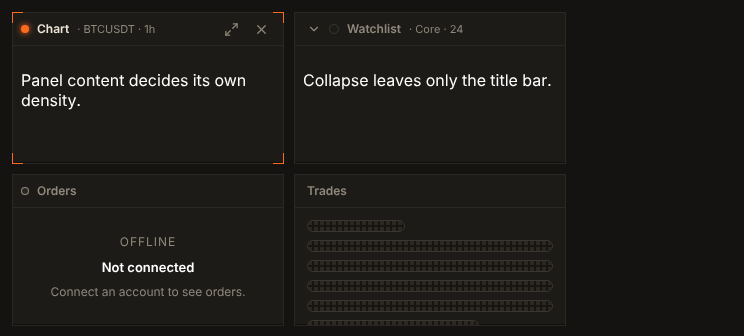 Chart · BTCUSDT · 1h
Panel content decides its own
density.
Watchlist · Core · 24
Collapse leaves only the title bar.
Orders
OFFLINE
Not connected
Connect an account to see orders.
Trades